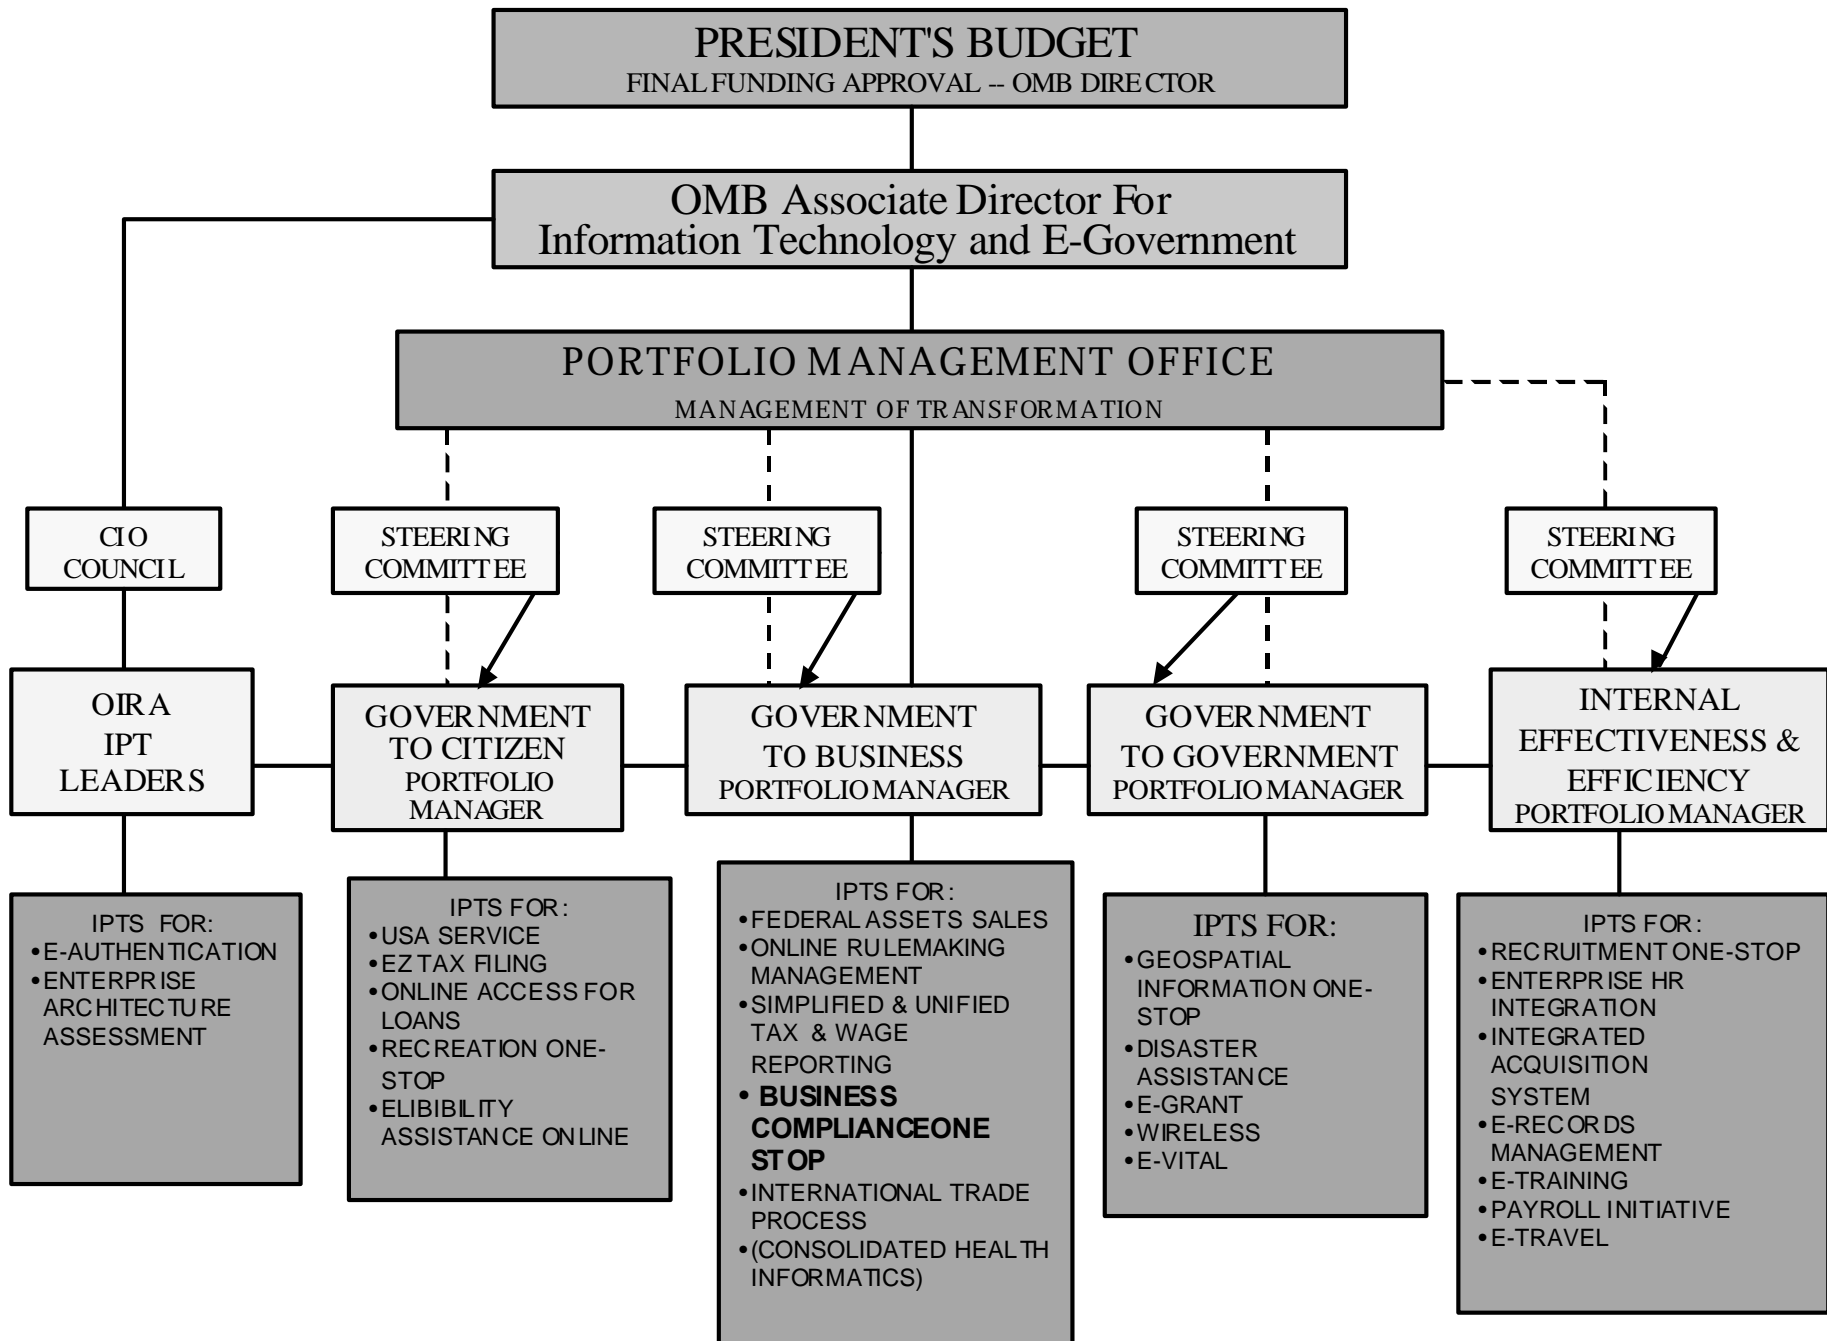 PRESIDENT'S BUDGET
FINAL FUNDING APPROVAL -- OMB DIRECTOR
OMB Associate Director For
Information Technology and E-Government
PORTFOLIO MANAGEMENT OFFICE
MANAGEMENT OF TRANSFORMATION
CIO
COUNCIL
STEERING
COMMITTEE
STEERING
COMMITTEE
STEERING
COMMITTEE
STEERING
COMMITTEE
OIRA
IPT
LEADERS
GOVERNMENT
TO CITIZEN
PORTFOLIO
MANAGER
GOVERNMENT
TO BUSINESS
PORTFOLIO MANAGER
GOVERNMENT
TO GOVERNMENT
PORTFOLIO MANAGER
INTERNAL
EFFECTIVENESS &
EFFICIENCY
PORTFOLIO MANAGER
IPTS FOR:
•E-AUTHENTICATION
•ENTERPRISE
ARCHITECTURE
ASSESSMENT
IPTS FOR:
•USA SERVICE
•EZ TAX FILING
•ONLINE ACCESS FOR
LOANS
•RECREATION ONE-
STOP
•ELIBIBILITY
ASSISTANCE ONLINE
IPTS FOR:
•FEDERAL ASSETS SALES
•ONLINE RULEMAKING
MANAGEMENT
•SIMPLIFIED & UNIFIED
TAX & WAGE
REPORTING
• BUSINESS
COMPLIANCEONE
STOP
•INTERNATIONAL TRADE
PROCESS
•(CONSOLIDATED HEALTH
INFORMATICS)
IPTS FOR:
•GEOSPATIAL
INFORMATION ONE-
STOP
•DISASTER
ASSISTANCE
•E-GRANT
•WIRELESS
•E-VITAL
IPTS FOR:
•RECRUITMENT ONE-STOP
•ENTERPRISE HR
INTEGRATION
•INTEGRATED
ACQUISITION
SYSTEM
•E-RECORDS
MANAGEMENT
•E-TRAINING
•PAYROLL INITIATIVE
•E-TRAVEL